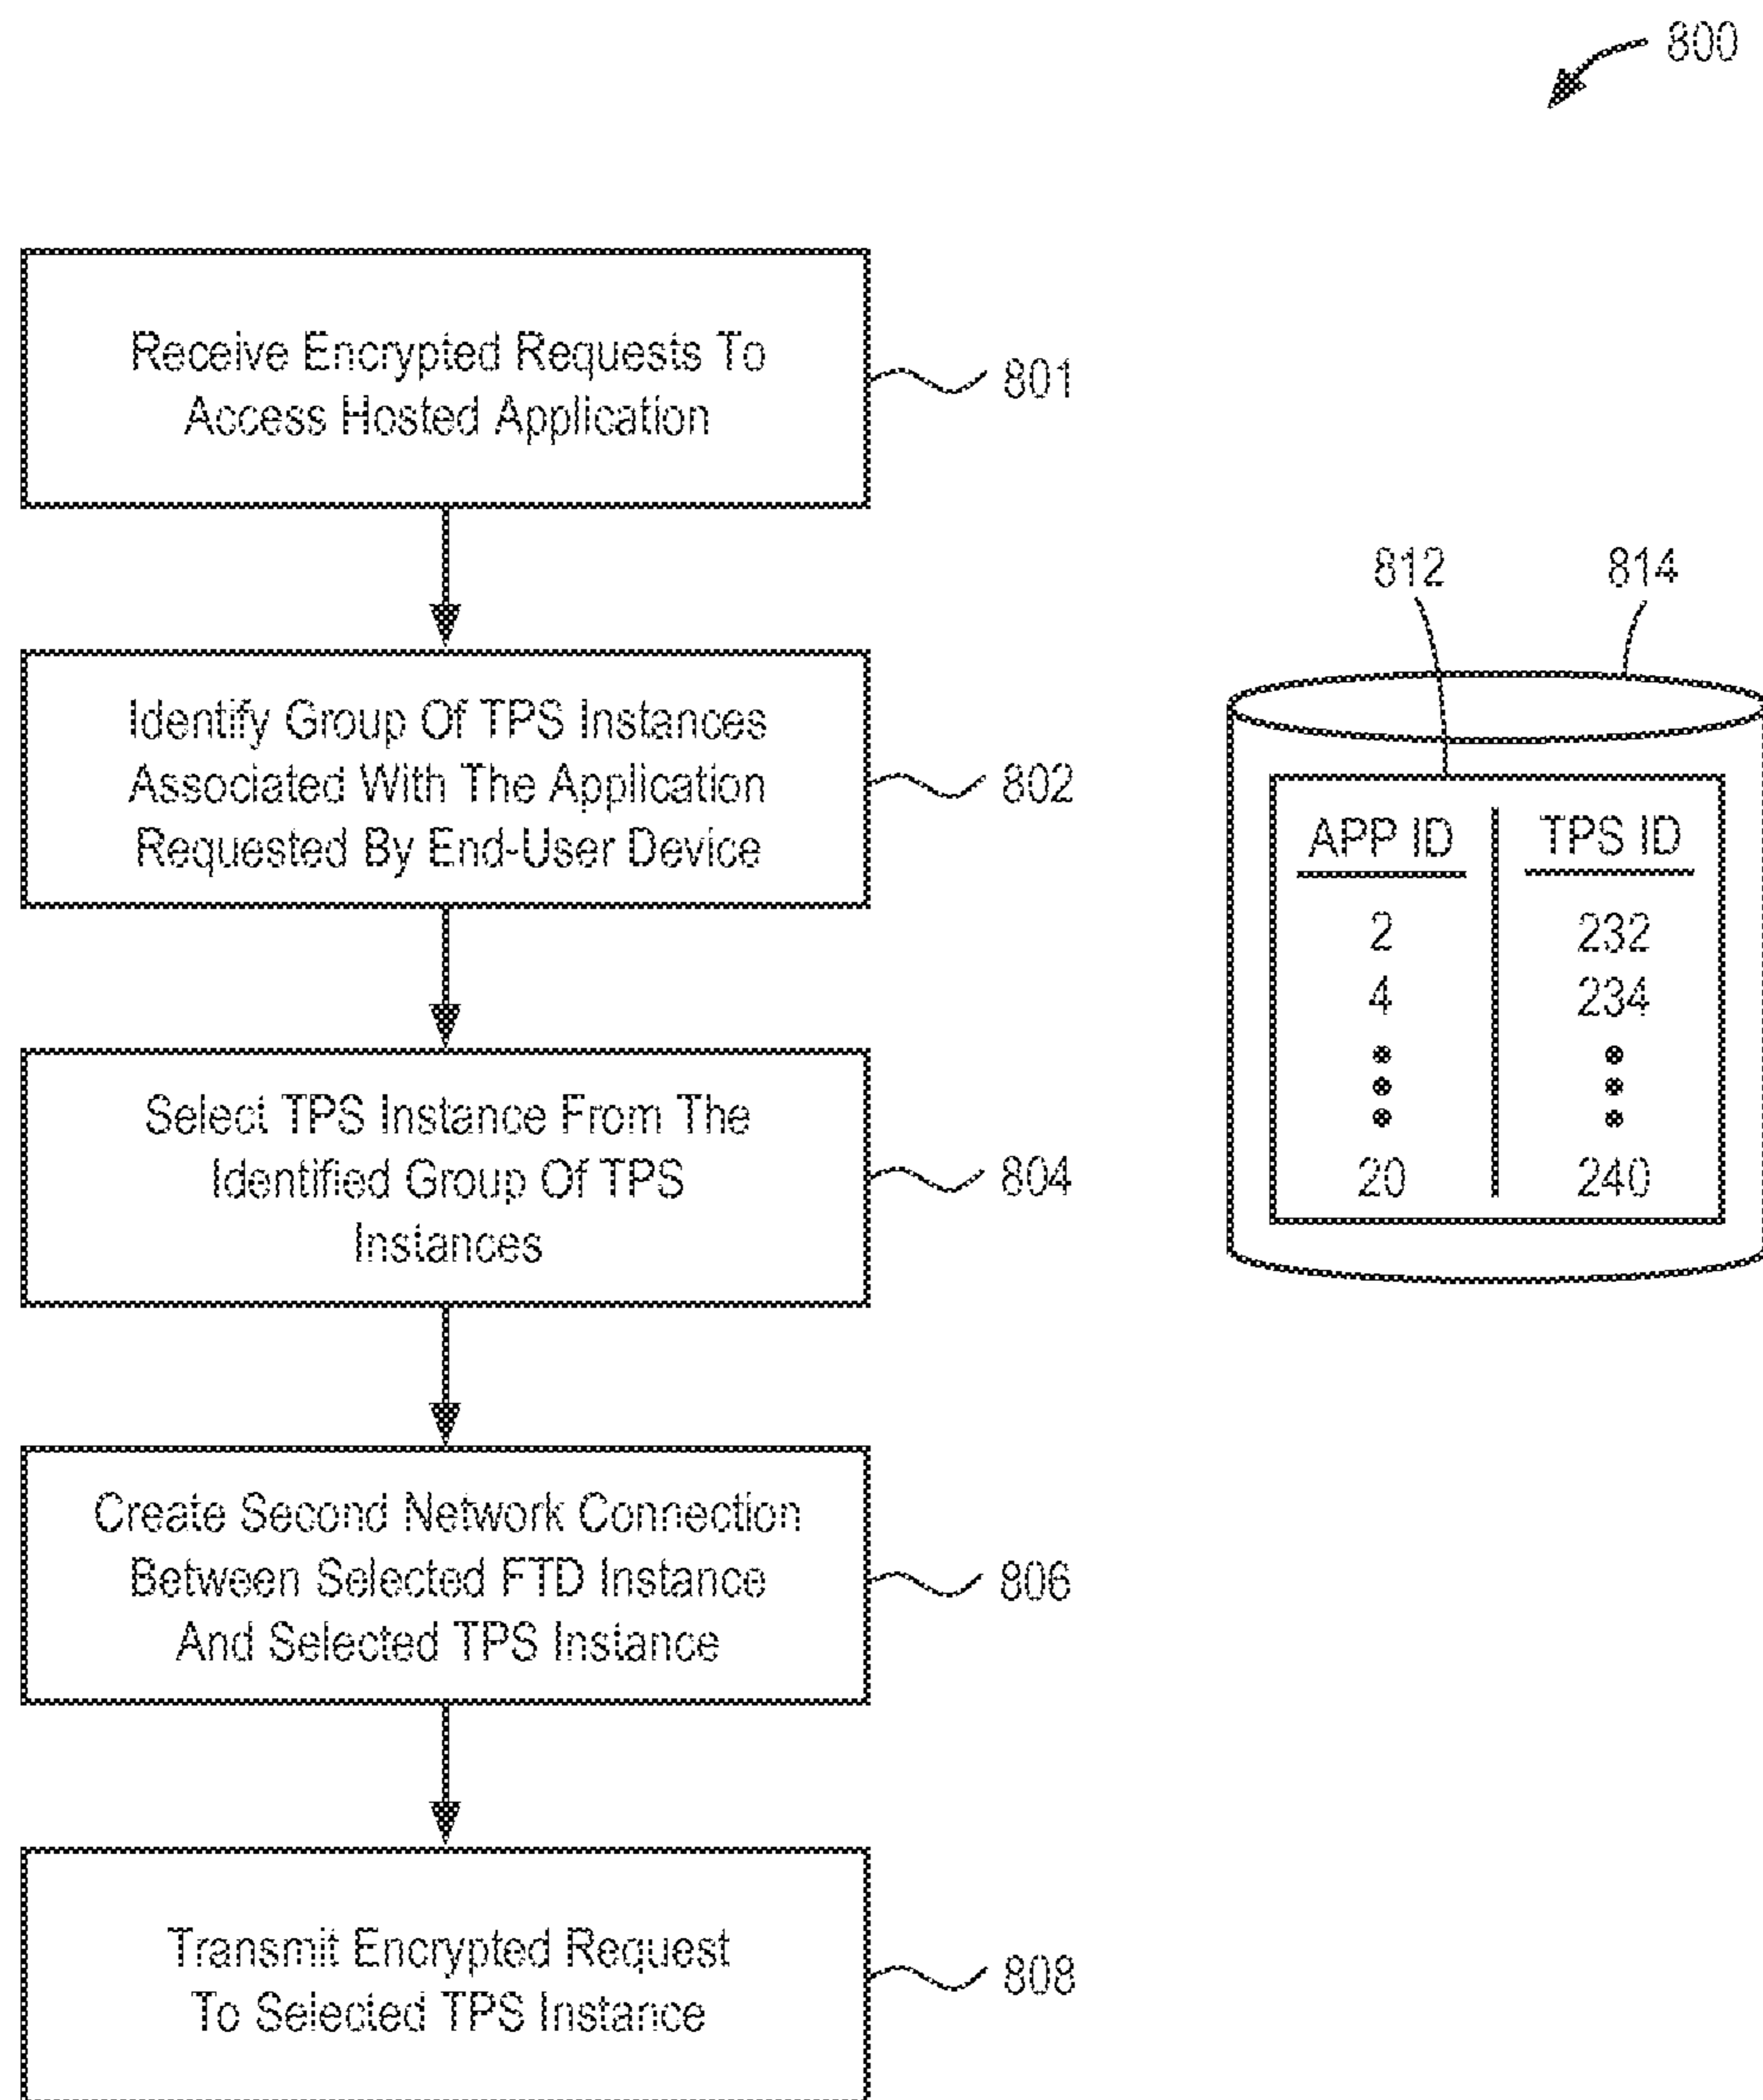 800
Receive Encrypted Requests To
Access Hosted Application
801
Identify Group Of TPS Instances
Associated With The Application
Requested By End-User Device
802
Select TPS Instance From The
Identified Group Of TPS
Instances
804
Create Second Network Connection
Between Selected FTD Instance
And Selected TPS Instance
806
Transmit Encrypted Request
To Selected TPS Instance
808
812 814
APP ID TPS ID
2 232
4 234
20 240